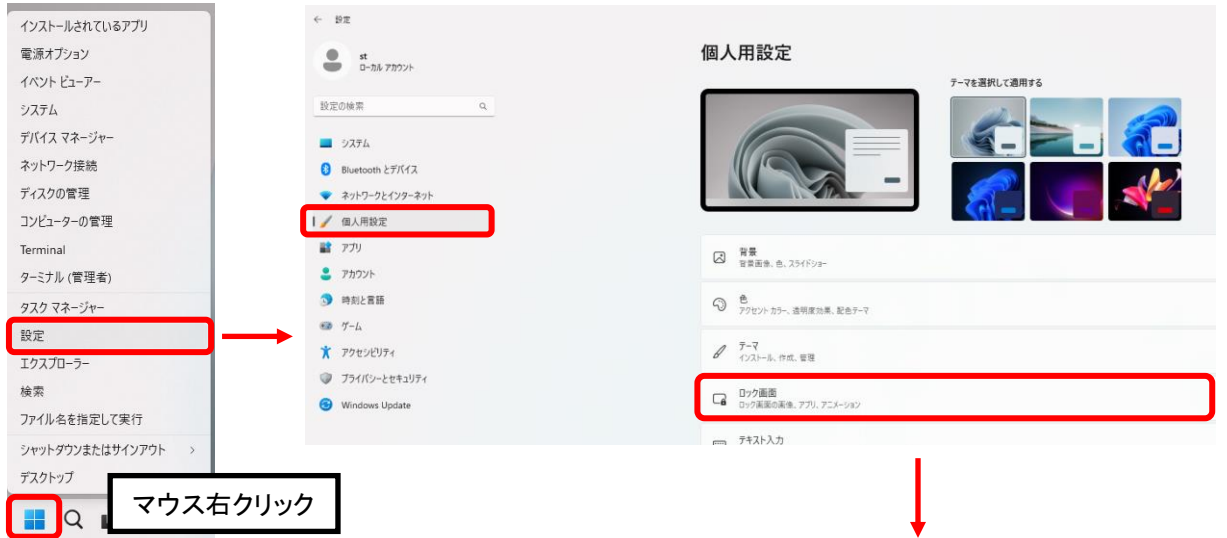 インストールされているアプリ
電源オプション
イベント ビューアー
システム
デバイス マネージャー
ネットワーク接続
ディスクの管理
コンピューターの管理
Terminal
ターミナル (管理者)
タスク マネージャー
設定
エクスプローラー
検索
ファイル名を指定して実行
シャットダウンまたはサインアウト
デスクトップ
マウス右クリック
← 設定
st
ローカル アカウント
設定の検索
システム
Bluetooth とデバイス
ネットワークとインターネット
個人用設定
アプリ
アカウント
時刻と言語
ゲーム
アクセシビリティ
プライバシーとセキュリティ
Windows Update
個人用設定
テーマを選択して適用する
背景
背景画像、色、スライドショー
色
アクセント カラー、透明度効果、配色テーマ
テーマ
インストール、作成、管理
ロック画面
ロック画面の画像、アプリ、アニメーション
テキスト入力